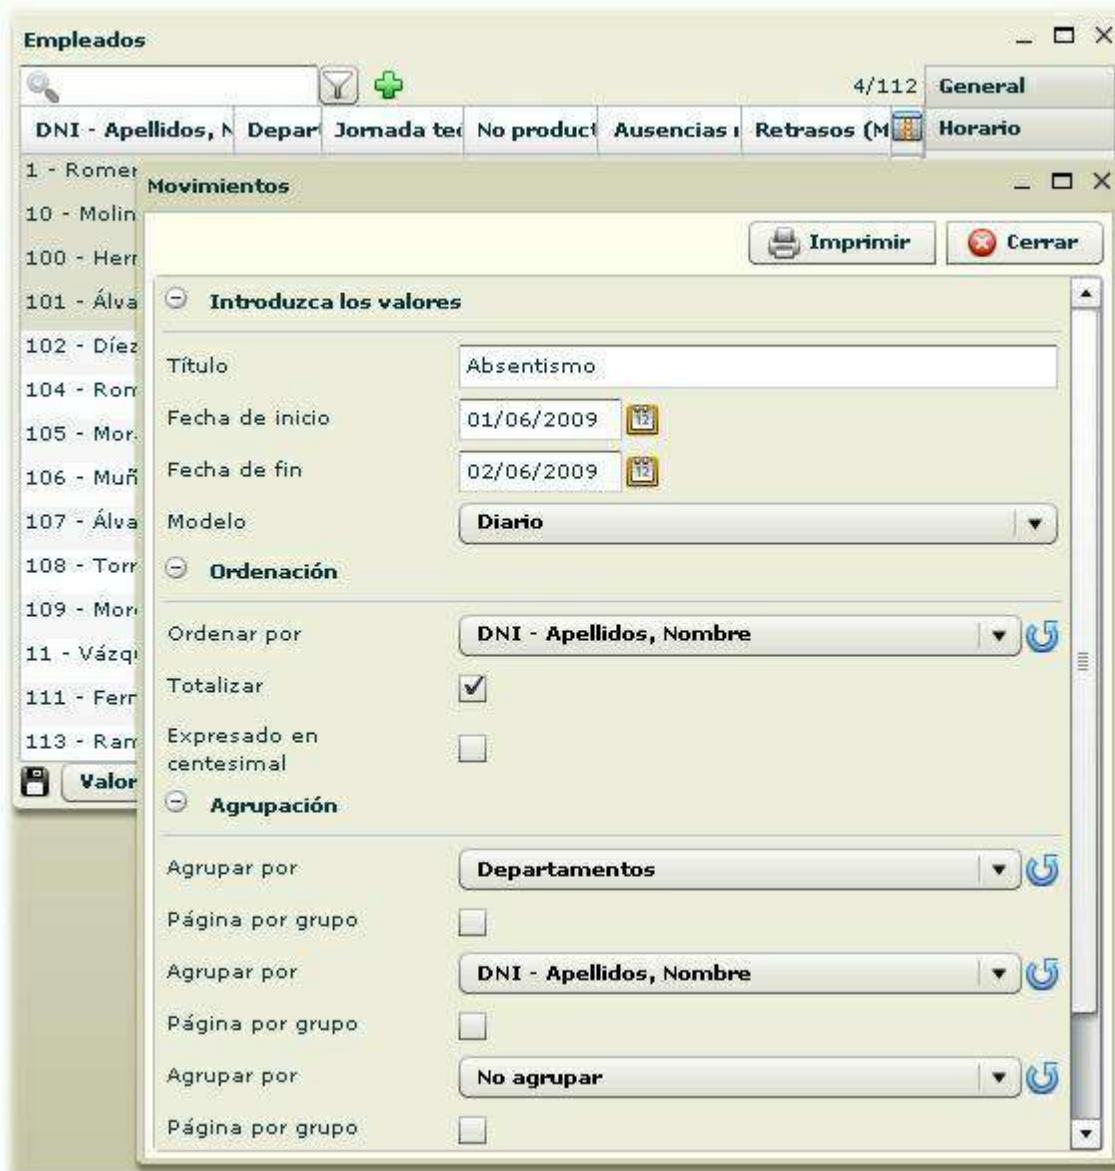 Empleados
4/112 General
DNI - Apellidos, N Depart Jornada teó No product Ausencias Retrasos (M Horario
1 - Romer
Movimientos
10 - Molin
Imprimir Cerrar
100 - Herr
101 - Álva
Introduzca los valores
102 - Díez
Título Absentismo
104 - Rom
Fecha de inicio 01/06/2009
105 - Mor
Fecha de fin 02/06/2009
106 - Muñ
107 - Álva
Modelo Diario
108 - Torr
Ordenación
109 - More
Ordenar por DNI - Apellidos, Nombre
11 - Vázqu
Totalizar
111 - Fern
113 - Ram
Expresado en
centesimal
Valor
Agrupación
Agrupar por Departamentos
Página por grupo
Agrupar por DNI - Apellidos, Nombre
Página por grupo
Agrupar por No agrupar
Página por grupo